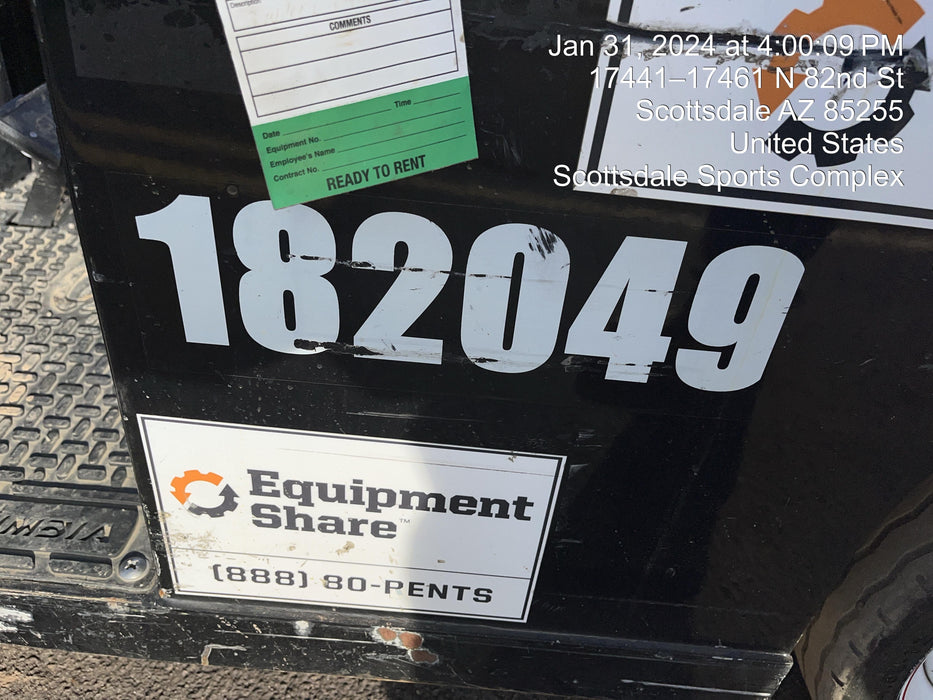 Description
COMMENTS
Date Time
Equipment No.
Employee's Name
Contract No.
READY TO RENT
Jan 31, 2024 at 4:00:09 PM
17441–17461 N 82nd St
Scottsdale AZ 85255
United States
Scottsdale Sports Complex
182049
Equipment
Share™
(888) 80-PENTS